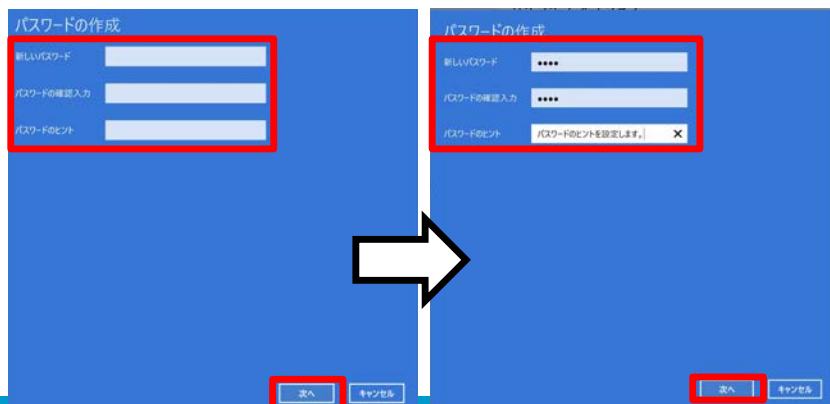 パスワードの作成
新しいパスワード
パスワードの確認入力
パスワードのヒント
次へ
キャンセル
パスワードの作成
新しいパスワード
••••
パスワードの確認入力
••••
パスワードのヒント
パスワードのヒントを設定します。
×
次へ
キャンセル